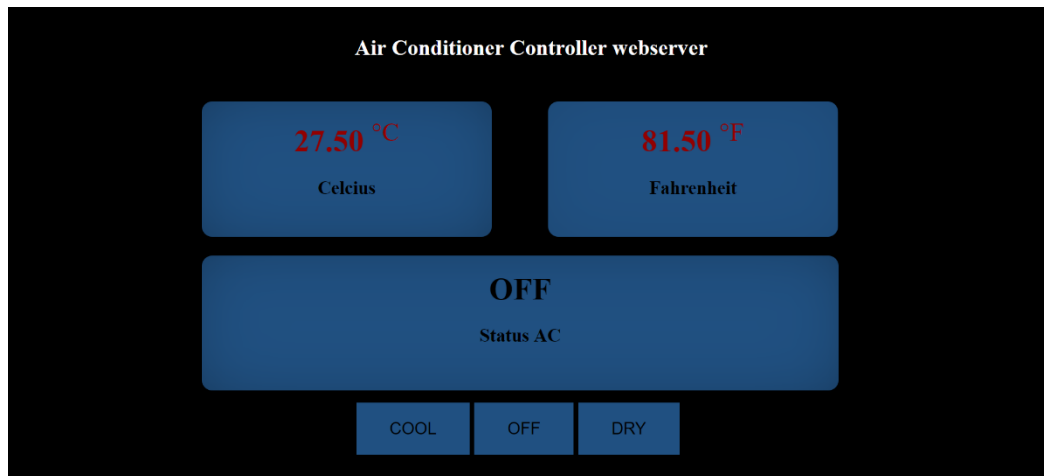 Air Conditioner Controller webserver
27.50 °C
Celcius
81.50 °F
Fahrenheit
OFF
Status AC
COOL
OFF
DRY